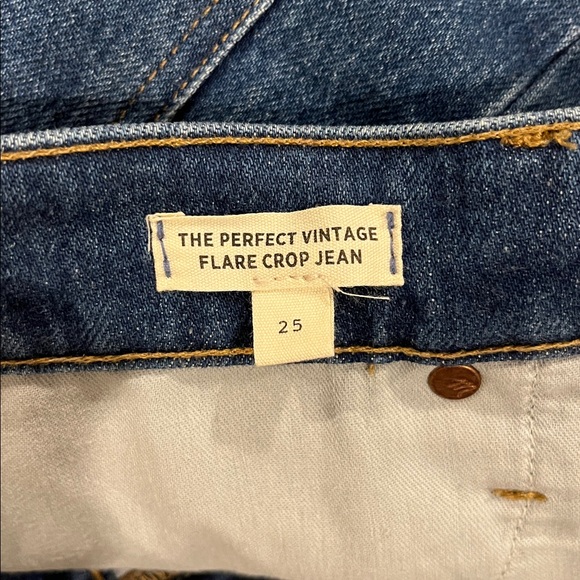 THE PERFECT VINTAGE
FLARE CROP JEAN
25